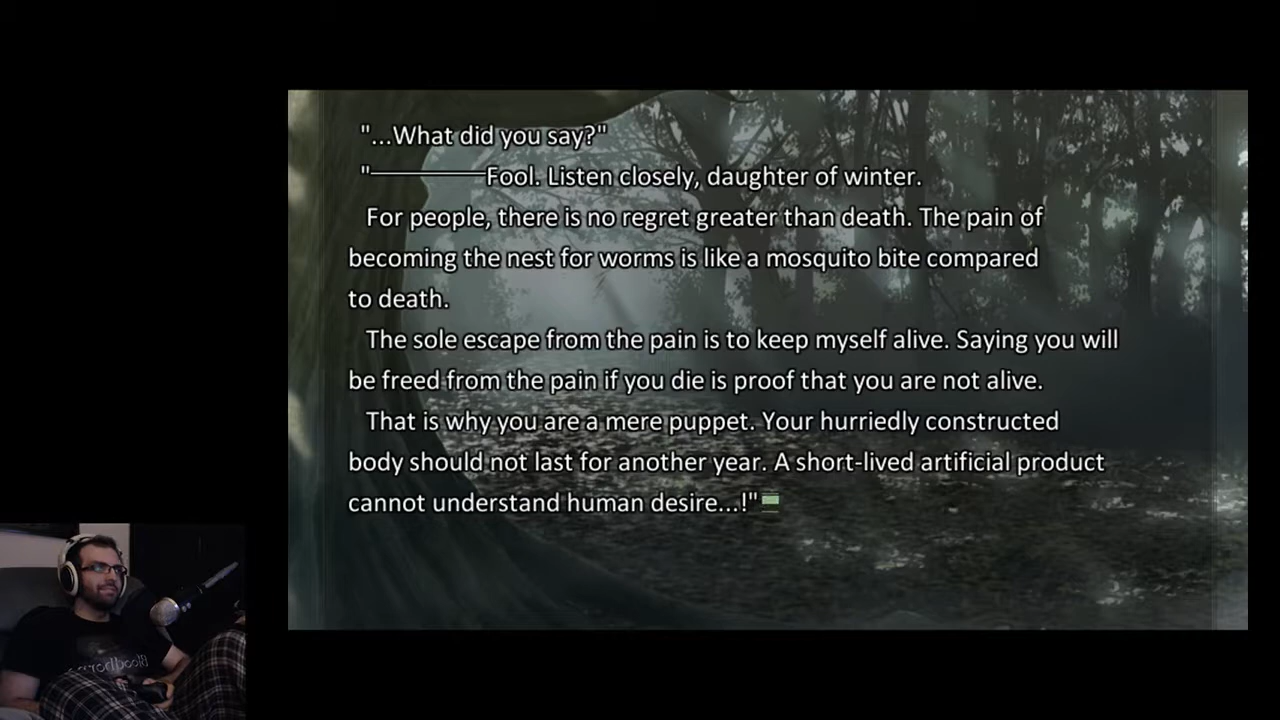 "...What did you say?"
"————Fool. Listen closely, daughter of winter.
For people, there is no regret greater than death. The pain of
becoming the nest for worms is like a mosquito bite compared
to death.
The sole escape from the pain is to keep myself alive. Saying you will
be freed from the pain if you die is proof that you are not alive.
That is why you are a mere puppet. Your hurriedly constructed
body should not last for another year. A short-lived artificial product
cannot understand human desire...!"